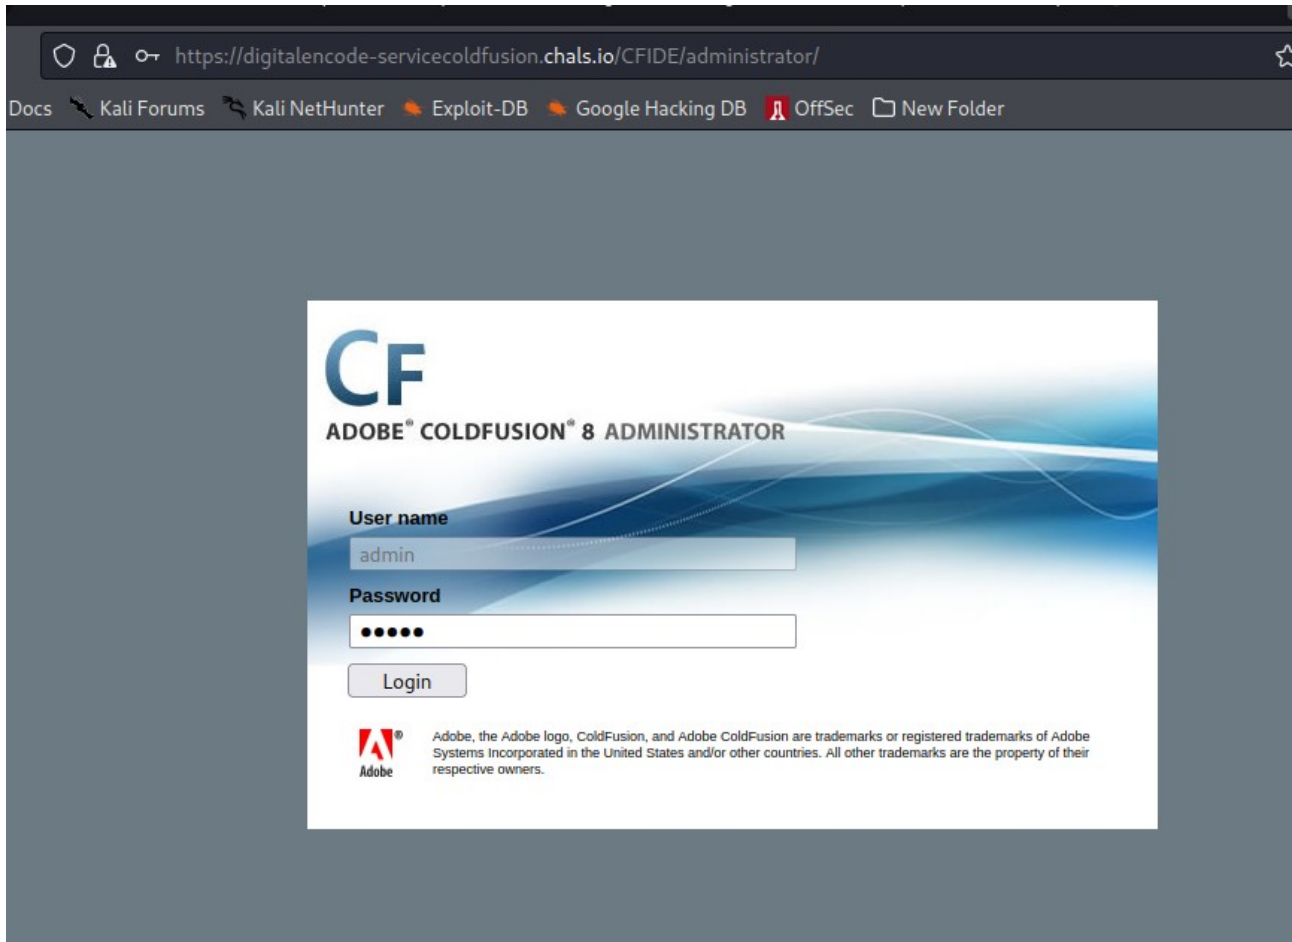 https://digitalencode-servicecoldfusion.chals.io/CFIDE/administrator/
Docs Kali Forums Kali NetHunter Exploit-DB Google Hacking DB OffSec New Folder
CF
ADOBE® COLDFUSION® 8 ADMINISTRATOR
User name
admin
Password
Login
Adobe, the Adobe logo, ColdFusion, and Adobe ColdFusion are trademarks or registered trademarks of Adobe
Systems Incorporated in the United States and/or other countries. All other trademarks are the property of their
respective owners.
®
Adobe